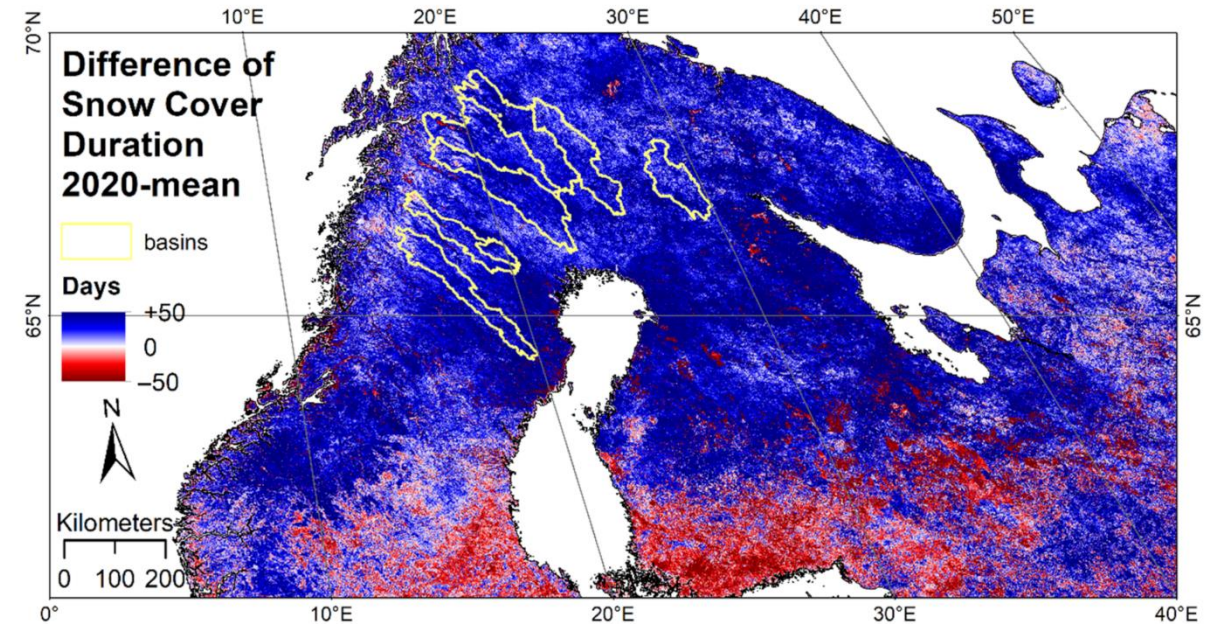 10°E 20°E 30°E 40°E 50°E
70°N
Difference of
Snow Cover
Duration
2020-mean
basins
Days
+50
0
−50
65°N
65°N
N
Kilometers
0 100 200
0° 10°E 20°E 30°E 40°E